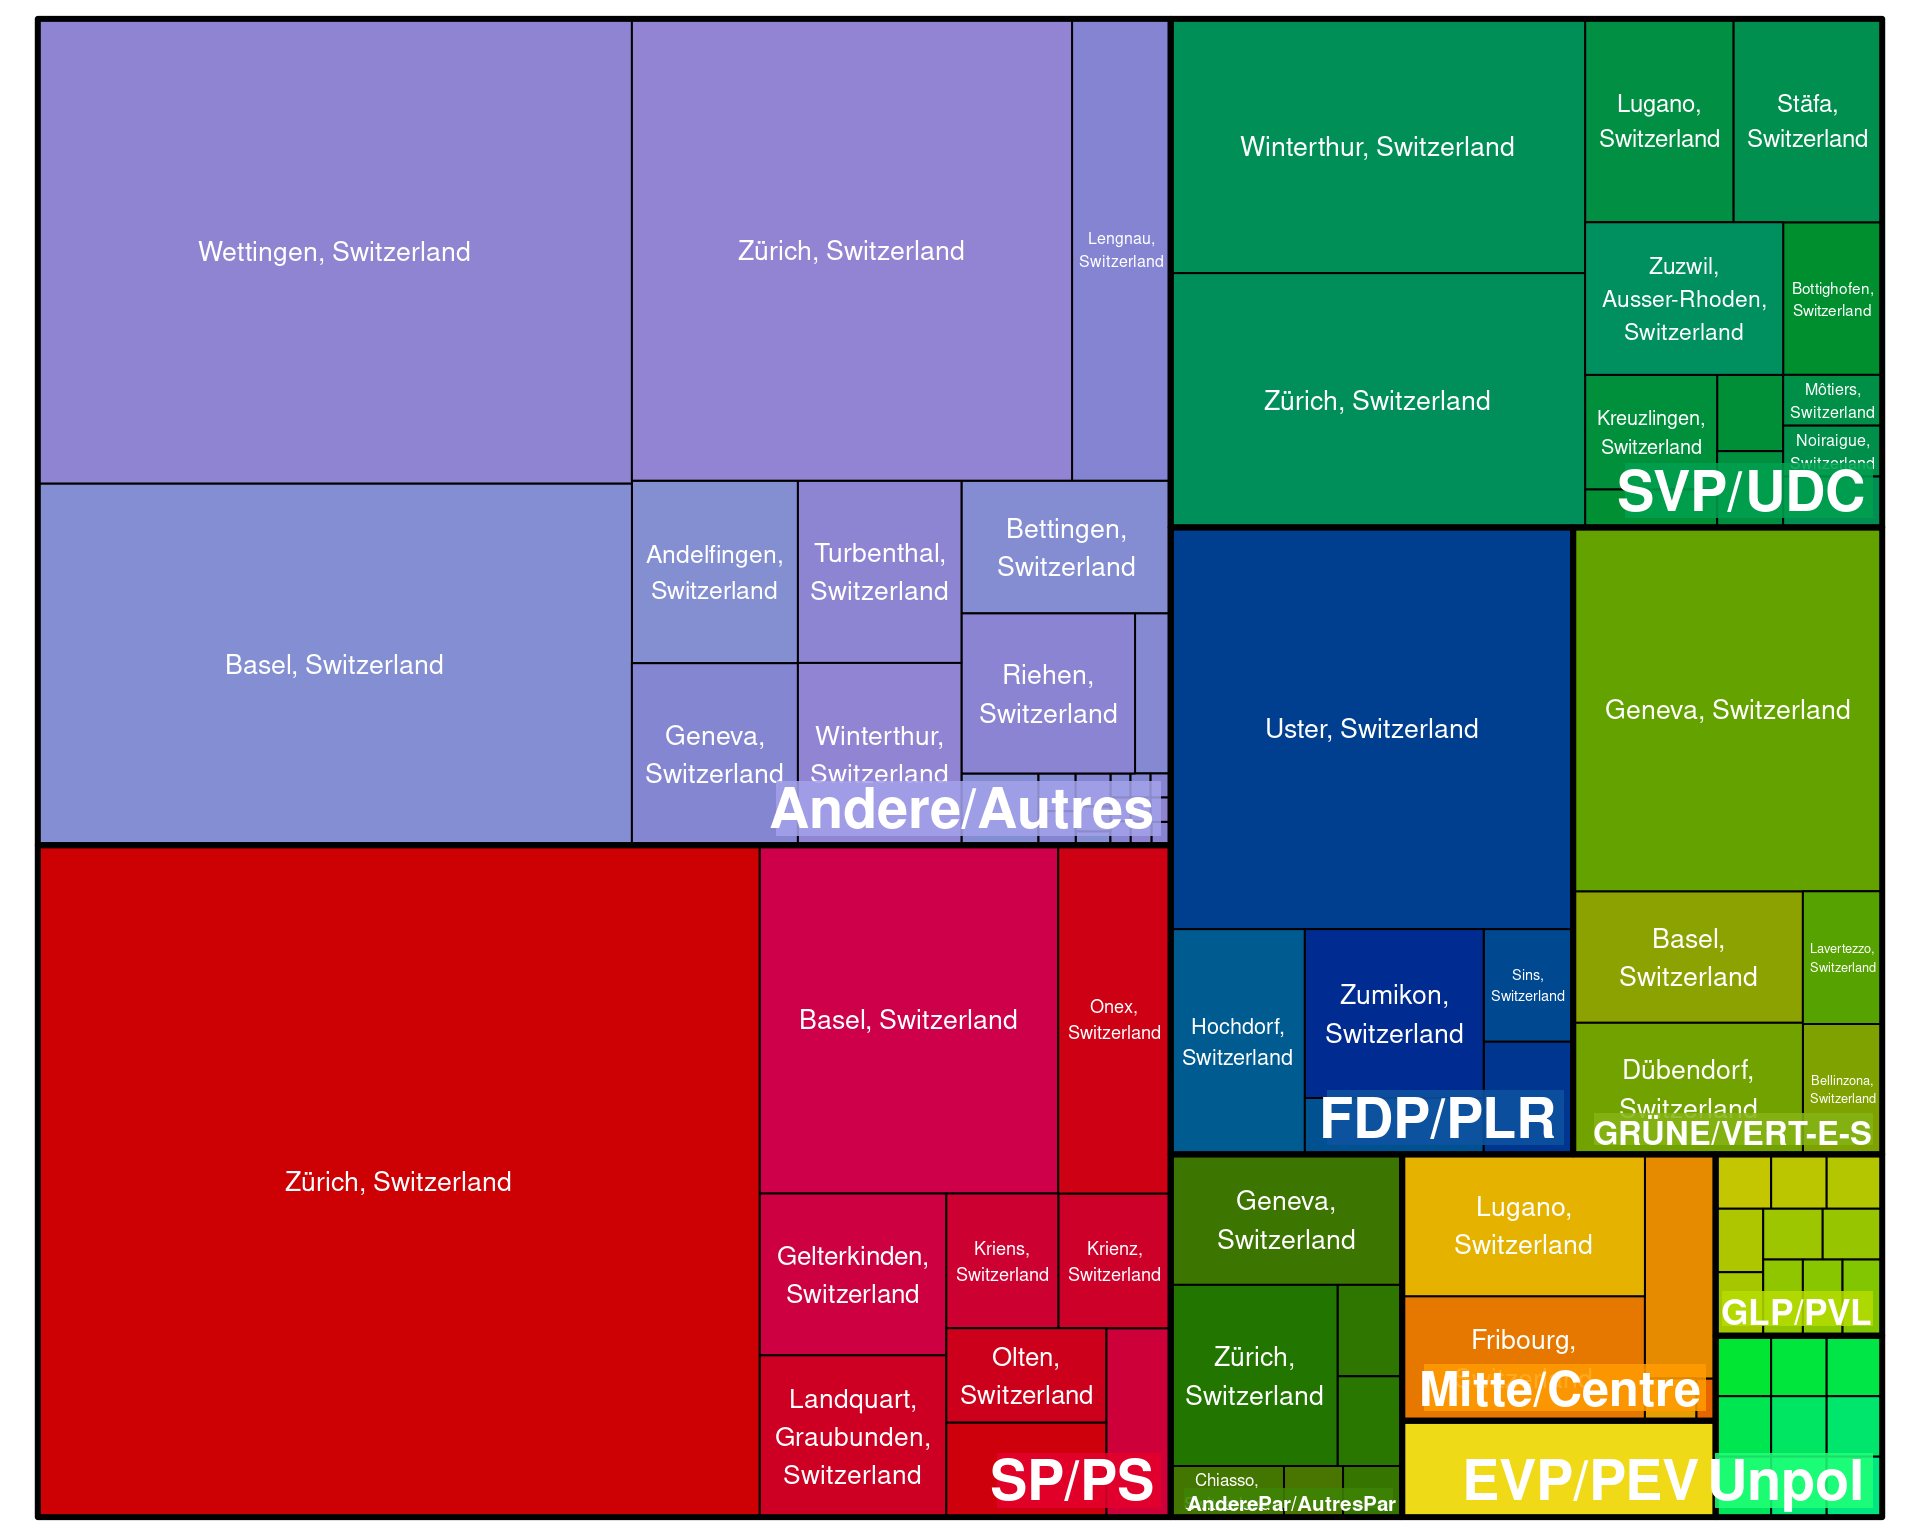 Wettingen, Switzerland
Zürich, Switzerland
Lengnau,
Switzerland
Basel, Switzerland
Andelfingen,
Switzerland
Turbenthal,
Switzerland
Bettingen,
Switzerland
Riehen,
Switzerland
Geneva,
Switzerland
Winterthur,
Switzerland
Andere/Autres
Winterthur, Switzerland
Lugano,
Switzerland
Stäfa,
Switzerland
Zürich, Switzerland
Zuzwil,
Ausser-Rhoden,
Switzerland
Bottighofen,
Switzerland
Kreuzlingen,
Switzerland
Môtiers,
Switzerland
Noiraigue,
Switzerland
SVP/UDC
Zürich, Switzerland
Basel, Switzerland
Onex,
Switzerland
Gelterkinden,
Switzerland
Kriens,
Switzerland
Krienz,
Switzerland
Landquart,
Graubunden,
Switzerland
Olten,
Switzerland
SP/PS
Uster, Switzerland
Hochdorf,
Switzerland
Zumikon,
Switzerland
Sins,
Switzerland
FDP/PLR
Geneva, Switzerland
Basel,
Switzerland
Lavertezzo,
Switzerland
Dübendorf,
Switzerland
Bellinzona,
Switzerland
GRÜNE/VERT-E-S
Geneva,
Switzerland
Zürich,
Switzerland
Chiasso,
AnderePar/AutresPar
Lugano,
Switzerland
Fribourg,
Mitte/Centre
EVP/PEV
GLP/PVL
Unpol